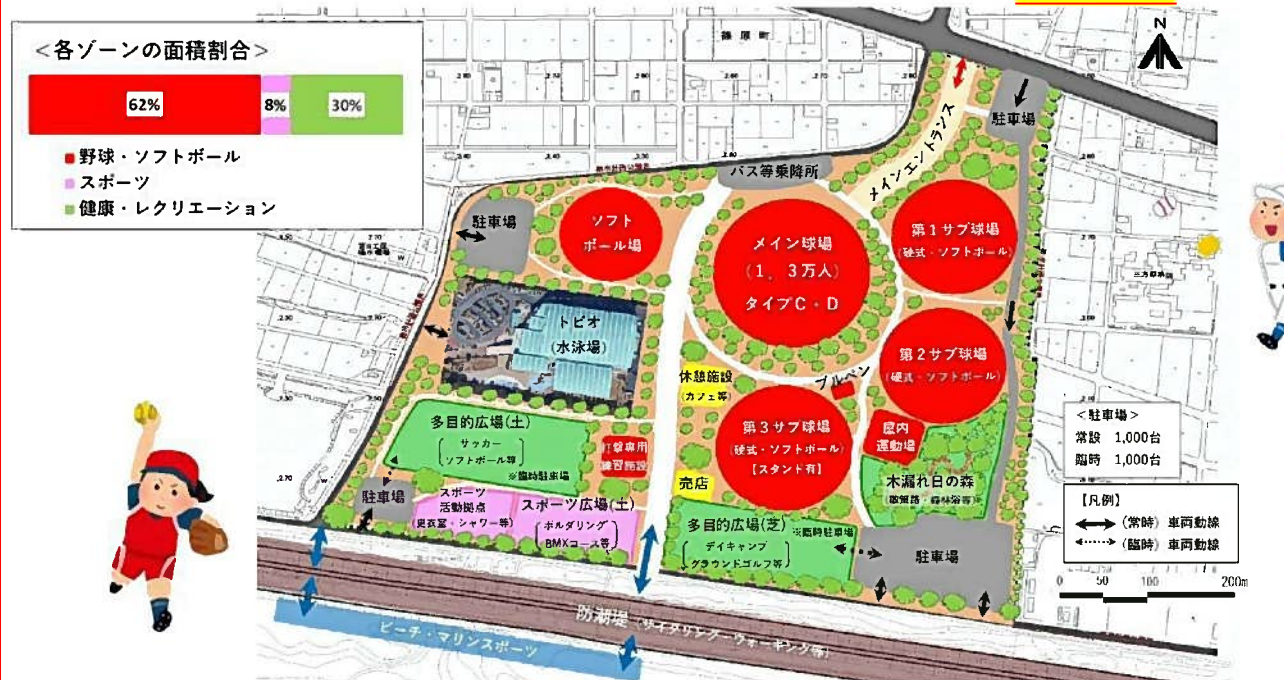 ＜各ゾーンの面積割合＞
62%
8%
30%
野球・ソフトボール
スポーツ
健康・レクリエーション
篠原町
N
駐車場
メインエントランス
バス等乗降所
駐車場
ソフト
ボール場
メイン球場
（1．3万人）
タイプC・D
第1サブ球場
（硬式・ソフトボール）
トビオ
（水泳場）
第2サブ球場
（硬式・ソフトボール）
休憩施設
（カフェ等）
ブルペン
第3サブ球場
（硬式・ソフトボール）
【スタンド有】
屋内
運動場
多目的広場(土)
サッカー
ソフトボール等
※臨時駐車場
打撃専用
練習施設
売店
木漏れ日の森
（散策路・森林浴等）
駐車場
スポーツ
活動拠点
（更衣室・シャワー等）
スポーツ広場(土)
ボルダリング
BMXコース等
多目的広場(芝)
※臨時駐車場
デイキャンプ
グラウンドゴルフ等
駐車場
＜駐車場＞
常設 1,000台
臨時 1,000台
【凡例】
（常時）車両動線
（臨時）車両動線
0 50 100 200m
防潮堤（サイクリング・ウォーキング等）
ビーチ・マリンスポーツ